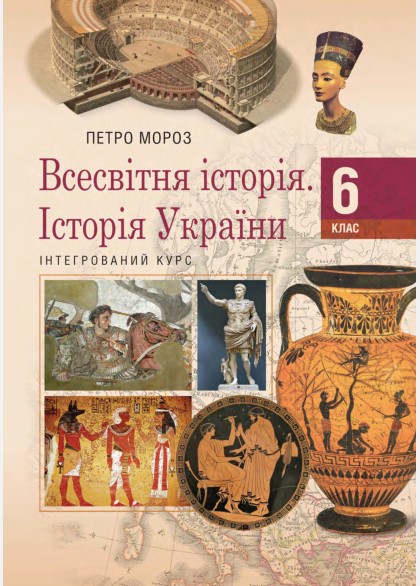 ПЕТРО МОРОЗ
Всесвітня історія.
Історія України
ІНТЕГРОВАНИЙ КУРС
6
КЛАС